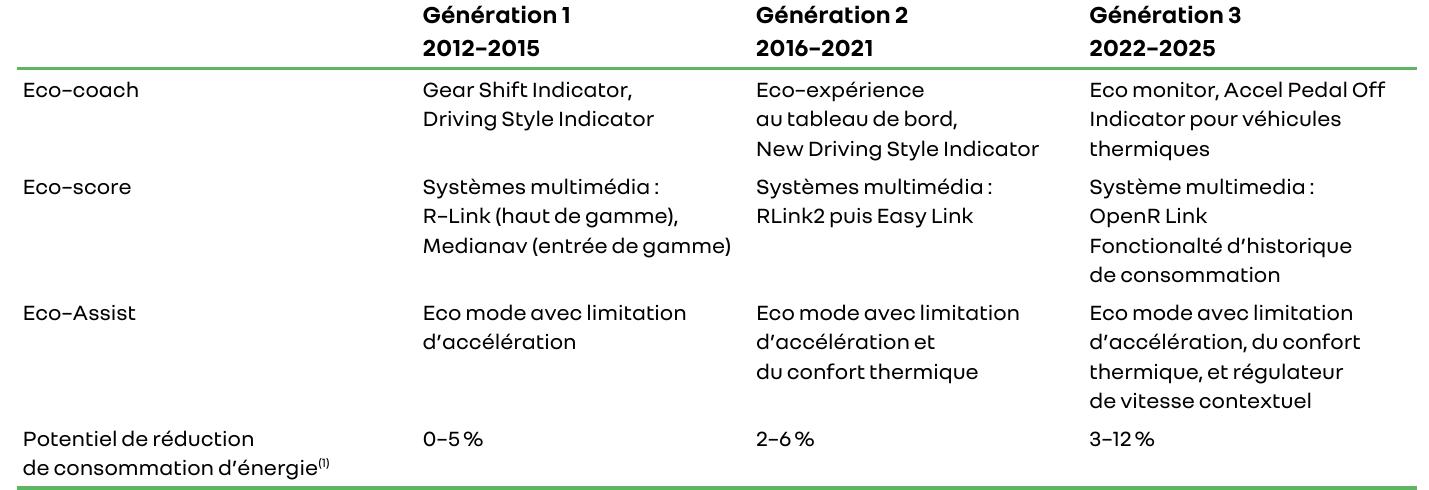 Génération 1
2012–2015
Génération 2
2016–2021
Génération 3
2022–2025
Eco–coach
Gear Shift Indicator,
Driving Style Indicator
Eco–expérience
au tableau de bord,
New Driving Style Indicator
Eco monitor, Accel Pedal Off
Indicator pour véhicules
thermiques
Eco–score
Systèmes multimédia :
R–Link (haut de gamme),
Medianav (entrée de gamme)
Systèmes multimédia :
RLink2 puis Easy Link
Système multimedia :
OpenR Link
Fonctionalté d’historique
de consommation
Eco–Assist
Eco mode avec limitation
d’accélération
Eco mode avec limitation
d’accélération et
du confort thermique
Eco mode avec limitation
d’accélération, du confort
thermique, et régulateur
de vitesse contextuel
Potentiel de réduction
de consommation d’énergie(1)
0–5 %
2–6 %
3–12 %